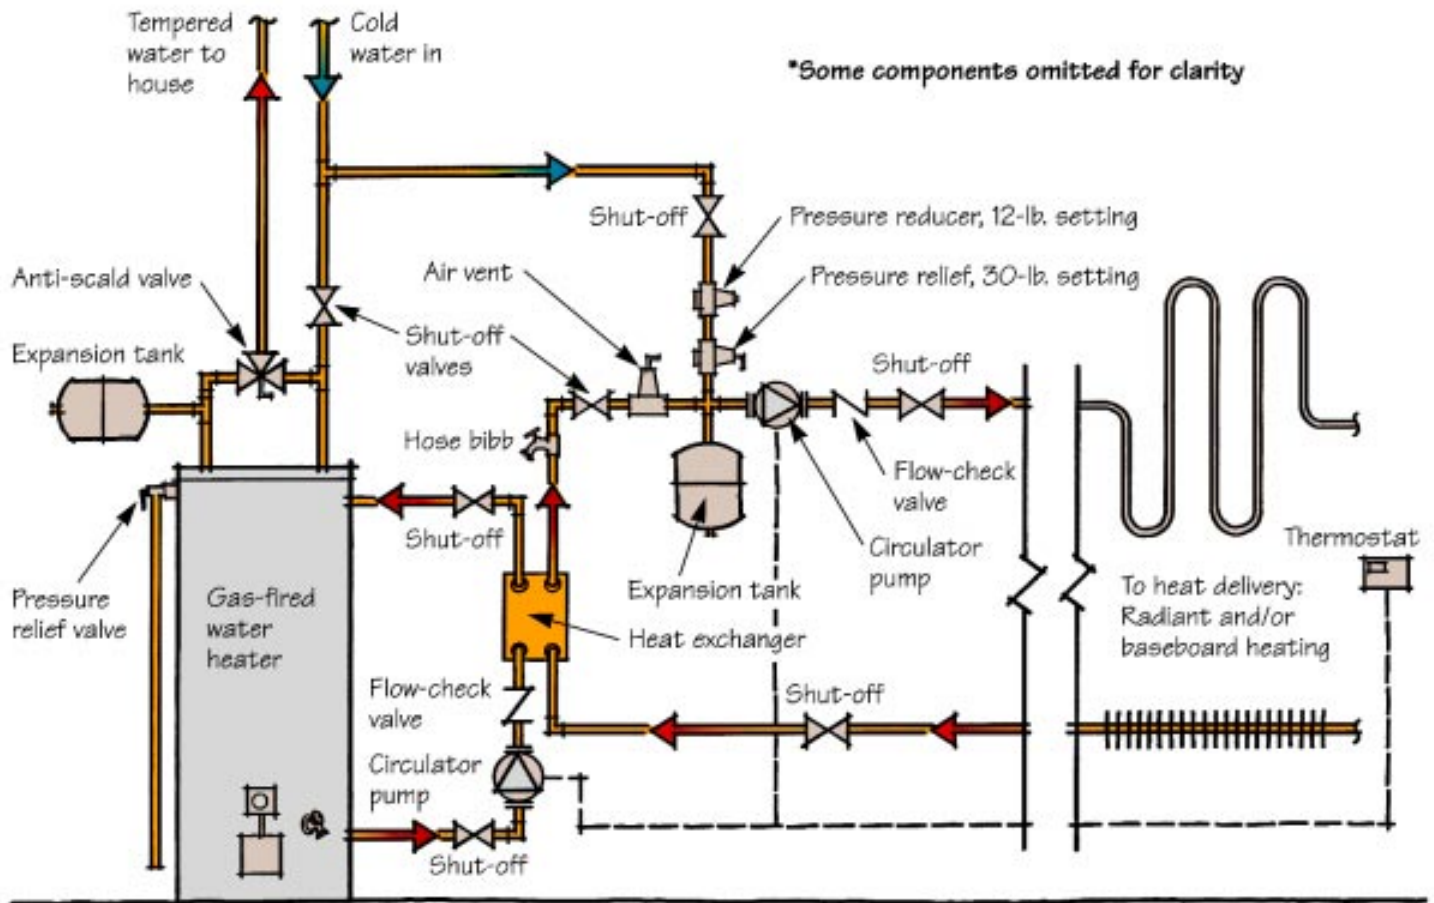 Tempered
water to
house
Cold
water in
*Some components omitted for clarity
Shut-off
Pressure reducer, 12-lb. setting
Anti-scald valve
Air vent
Pressure relief, 30-lb. setting
Expansion tank
Shut-off
valves
Shut-off
Hose bibb
Flow-check
valve
Shut-off
Circulator
pump
Thermostat
Pressure
relief valve
Gas-fired
water
heater
Expansion tank
To heat delivery:
Radiant and/or
baseboard heating
Heat exchanger
Flow-check
valve
Shut-off
Circulator
pump
Shut-off